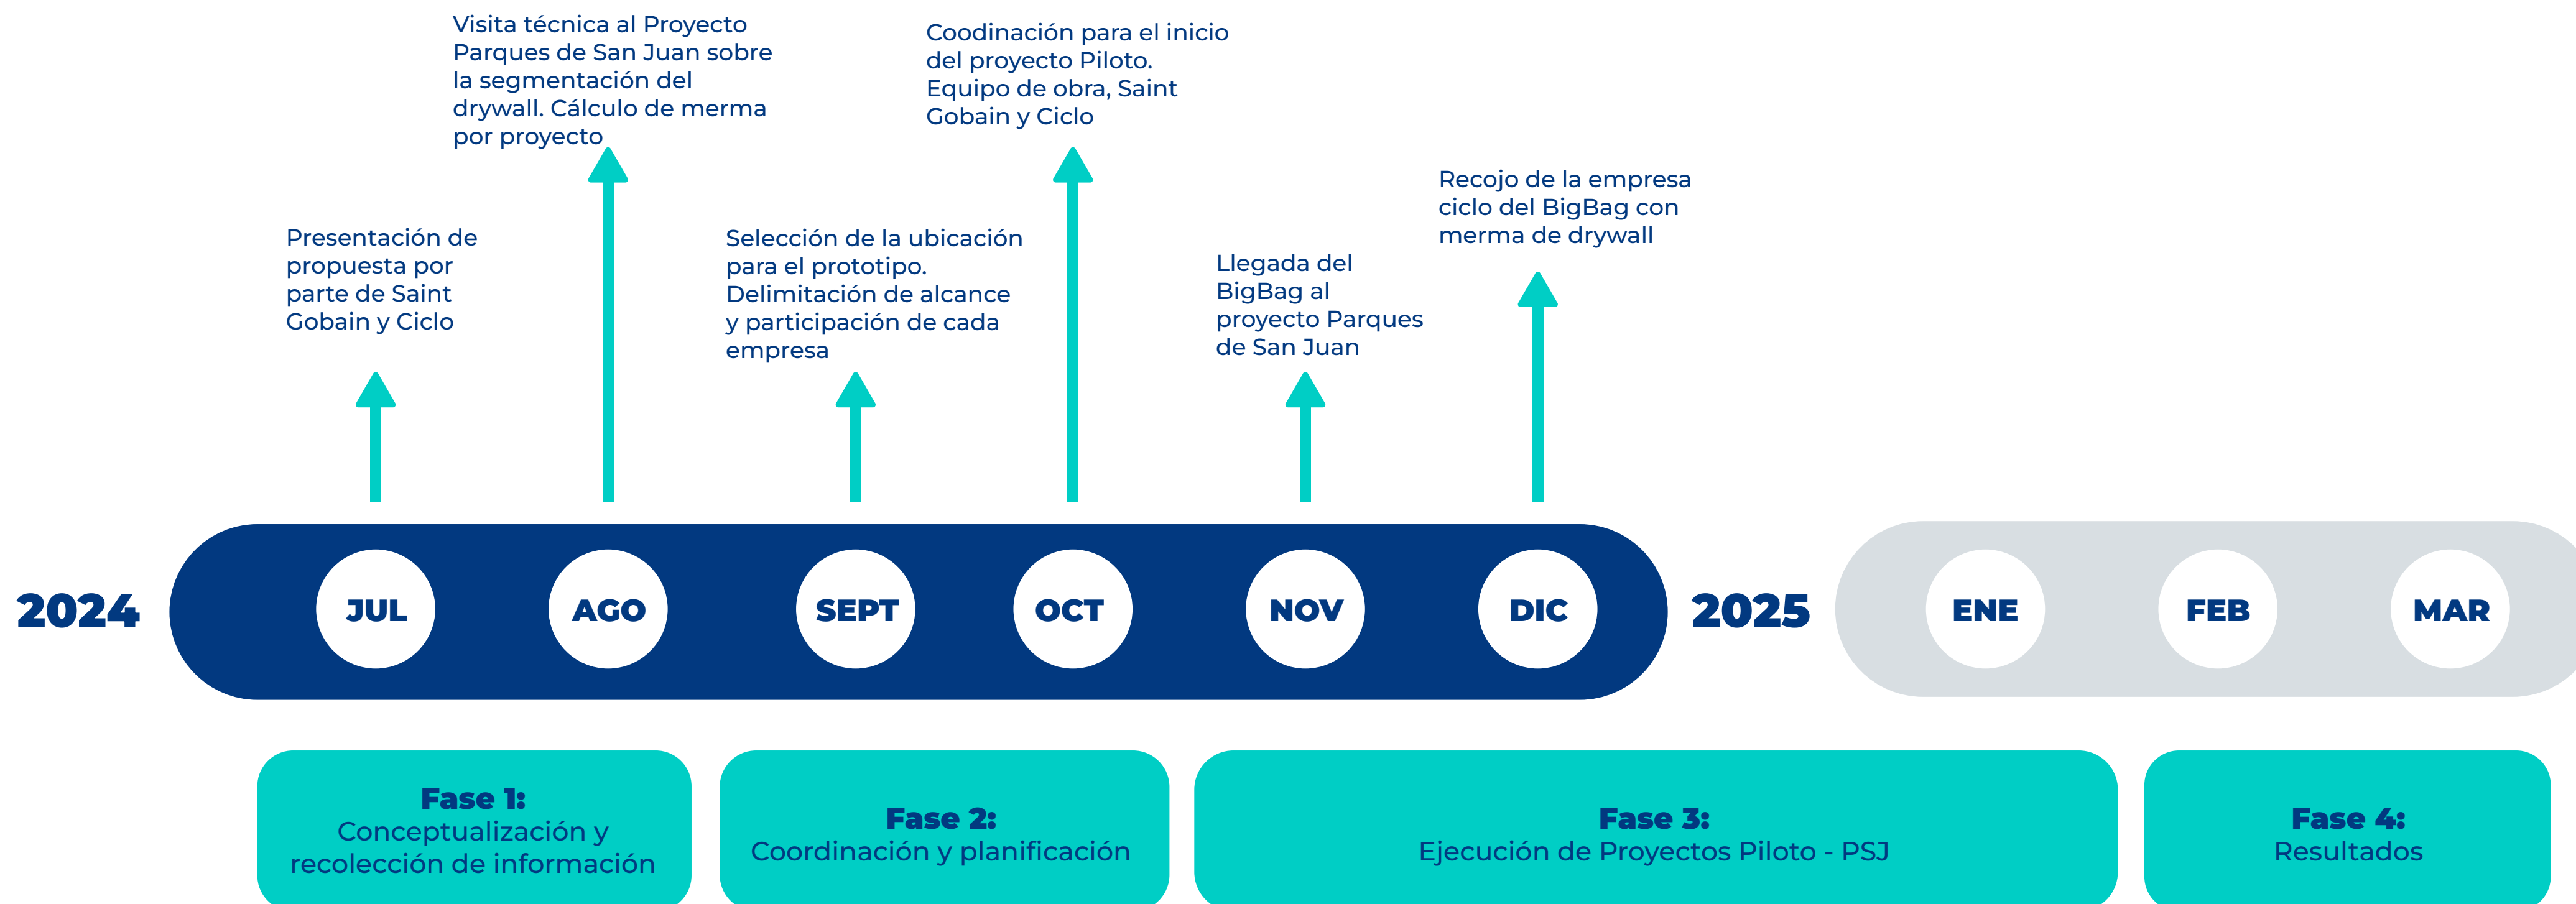 Visita técnica al Proyecto
Parques de San Juan sobre
la segmentación del
drywall. Cálculo de merma
por proyecto
Coodinación para el inicio
del proyecto Piloto.
Equipo de obra, Saint
Gobain y Ciclo
Recojo de la empresa
ciclo del BigBag con
merma de drywall
Presentación de
propuesta por
parte de Saint
Gobain y Ciclo
Selección de la ubicación
para el prototipo.
Delimitación de alcance
y participación de cada
empresa
Llegada del
BigBag al
proyecto Parques
de San Juan
2024
JUL
AGO
SEPT
OCT
NOV
DIC
2025
ENE
FEB
MAR
Fase 1:
Conceptualización y
recolección de información
Fase 2:
Coordinación y planificación
Fase 3:
Ejecución de Proyectos Piloto - PSJ
Fase 4:
Resultados